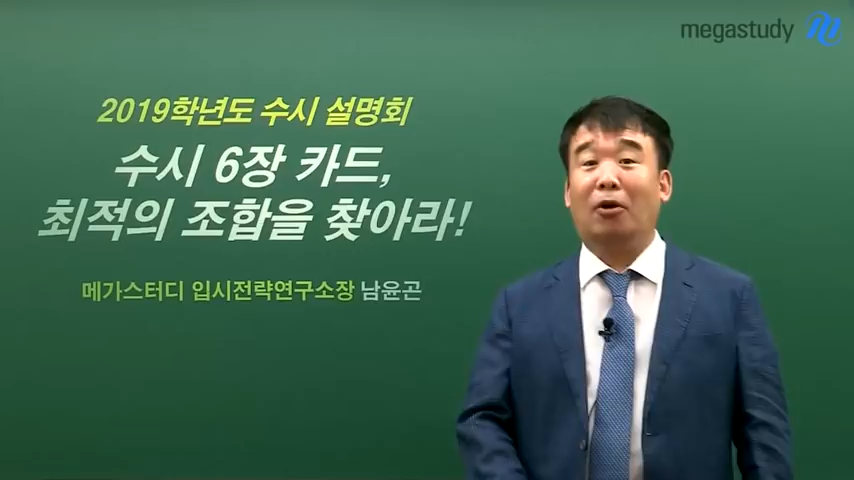 megastudy
2019학년도 수시 설명회
수시 6장 카드,
최적의 조합을 찾아라!
메가스터디 입시전략연구소장 남윤곤